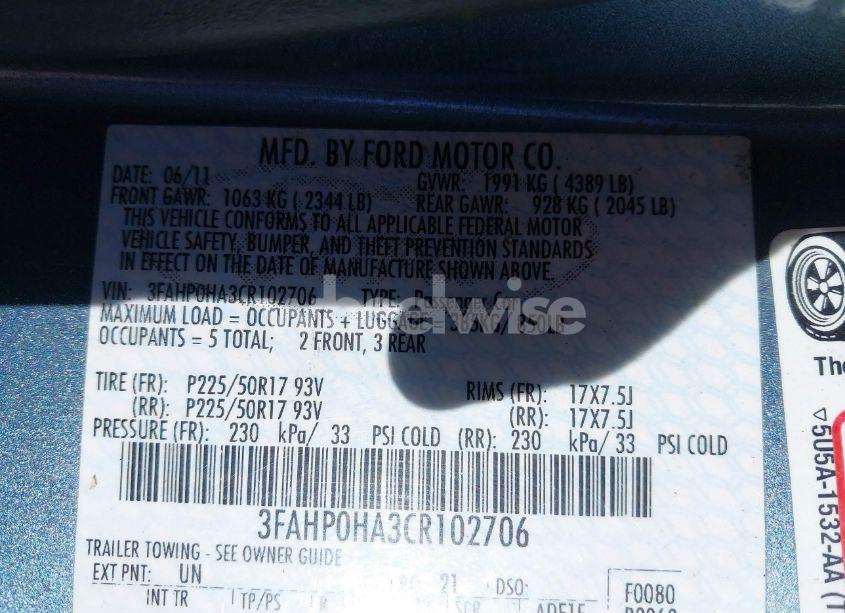 MFD. BY FORD MOTOR CO.
DATE: 06/11 GVWR: 1991 KG ( 4389 LB)
FRONT GAWR: 1063 KG ( 2344 LB) REAR GAWR: 928 KG ( 2045 LB)
THIS VEHICLE CONFORMS TO ALL APPLICABLE FEDERAL MOTOR
VEHICLE SAFETY, BUMPER, AND THEFT PREVENTION STANDARDS
IN EFFECT ON THE DATE OF MANUFACTURE SHOWN ABOVE.
VIN: 3FAHP0HA3CR102706 TYPE:
MAXIMUM LOAD = OCCUPANTS + LUGGAGE =
OCCUPANTS = 5 TOTAL; 2 FRONT, 3 REAR
TIRE (FR): P225/50R17 93V RIMS (FR): 17X7.5J
(RR): P225/50R17 93V (RR): 17X7.5J
PRESSURE (FR): 230 kPa/ 33 PSI COLD (RR): 230 kPa/ 33 PSI COLD
3FAHP0HA3CR102706
TRAILER TOWING - SEE OWNER GUIDE
EXT PNT: UN 21 DSO: F0080
INT TR TP/PS
5U5A-1532-AA